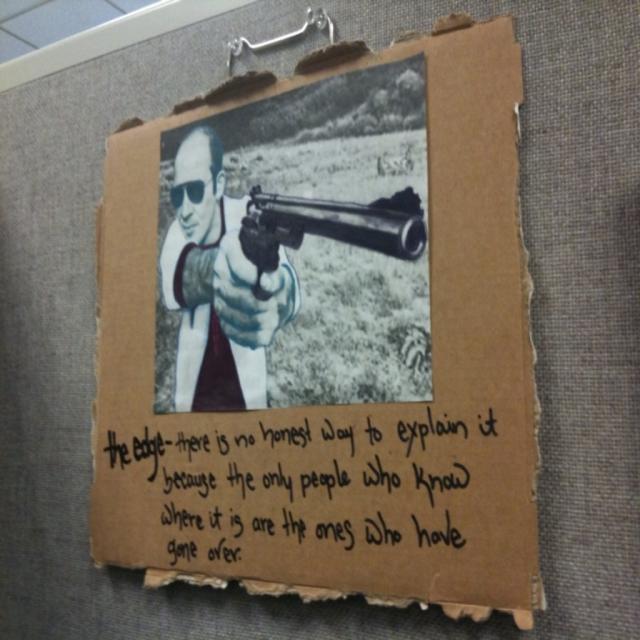 the edge- there is no honest way to explain it
because the only people who know
where it is are the ones who have
gone over.